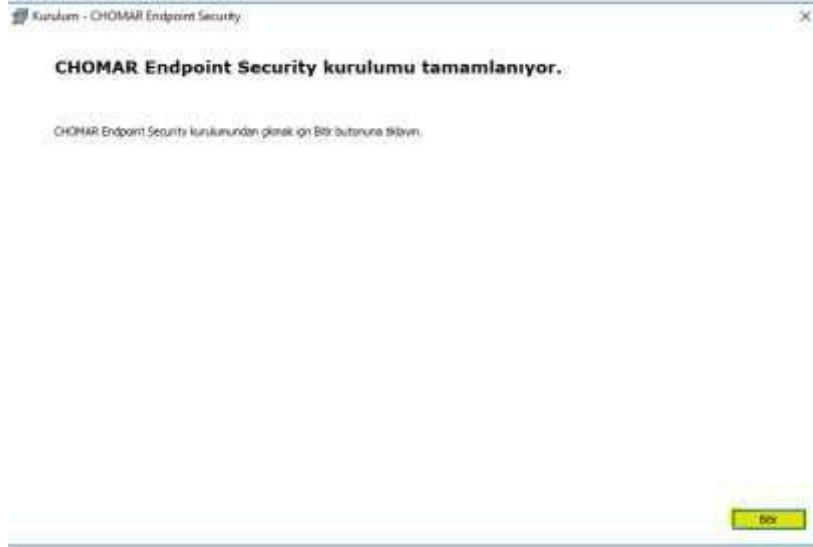 Kurulum - CHOMAR Endpoint Security
CHOMAR Endpoint Security kurulumu tamamlanıyor.
CHOMAR Endpoint Security kurulumundan çıkmak için Bitir butonuna tıklayın.
Bitir